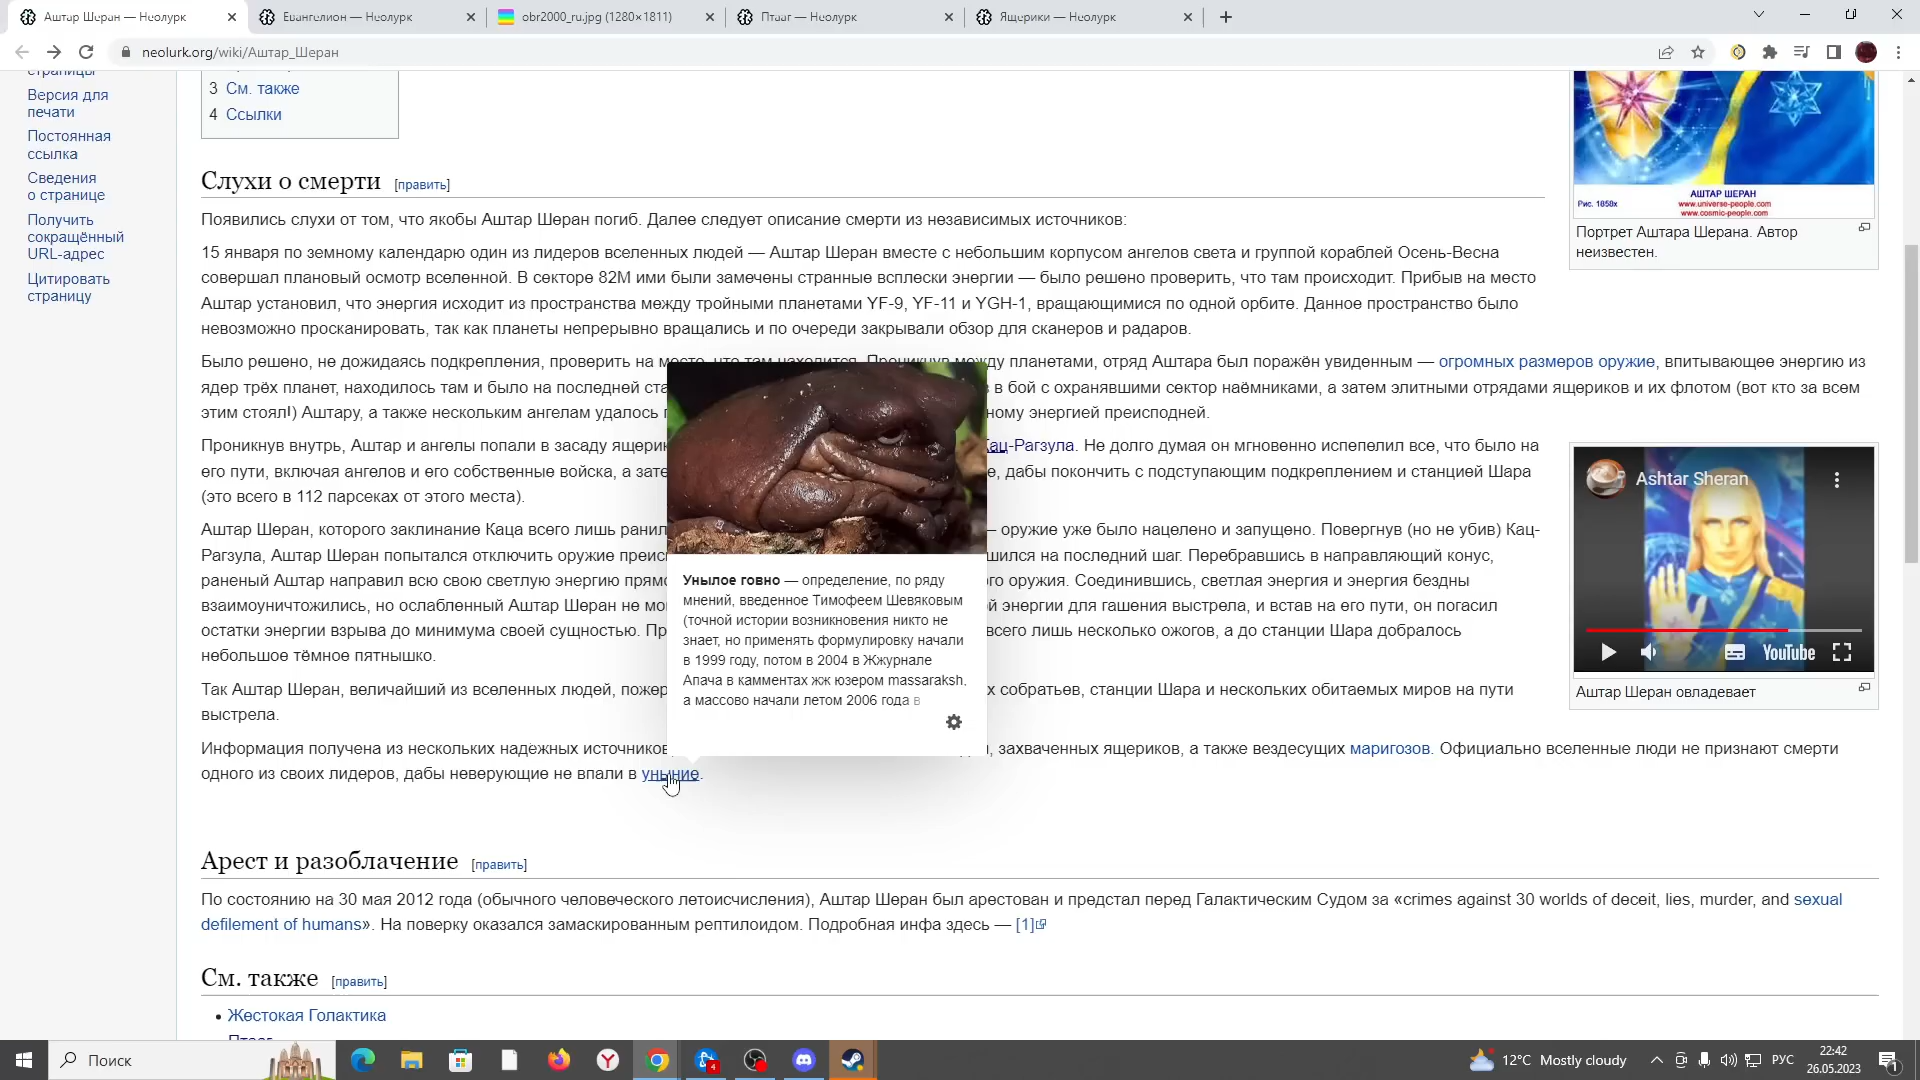 Аштар Шеран — Неолурк
Евангелион — Неолурк
obr2000_ru.jpg (1280×1811)
Птааг — Неолурк
Ящерики — Неолурк
neolurk.org/wiki/Аштар_Шеран
страницы
Версия для
печати
Постоянная
ссылка
Сведения
о странице
Получить
сокращённый
URL-адрес
Цитировать
страницу
3 См. также
4 Ссылки
Слухи о смерти [править]
Появились слухи от том, что якобы Аштар Шеран погиб. Далее следует описание смерти из независимых источников:
15 января по земному календарю один из лидеров вселенных людей — Аштар Шеран вместе с небольшим корпусом ангелов света и группой кораблей Осень-Весна
совершал плановый осмотр вселенной. В секторе 82М ими были замечены странные всплески энергии — было решено проверить, что там происходит. Прибыв на место
Аштар установил, что энергия исходит из пространства между тройными планетами YF-9, YF-11 и YGH-1, вращающимися по одной орбите. Данное пространство было
невозможно просканировать, так как планеты непрерывно вращались и по очереди закрывали обзор для сканеров и радаров.
Было решено, не дожидаясь подкрепления, проверить на место, что там находится. Проникнув между планетами, отряд Аштара был поражён увиденным — огромных размеров оружие, впитывающее энергию из
ядер трёх планет, находилось там и было на последней ста в бой с охранявшими сектор наёмниками, а затем элитными отрядами ящериков и их флотом (вот кто за всем
этим стоял!) Аштару, а также нескольким ангелам удалось ному энергией преисподней.
Проникнув внутрь, Аштар и ангелы попали в засаду ящерик Кац-Рагзула. Не долго думая он мгновенно испепелил все, что было на
его пути, включая ангелов и его собственные войска, а зате е, дабы покончить с подступающим подкреплением и станцией Шара
(это всего в 112 парсеках от этого места).
Аштар Шеран, которого заклинание Каца всего лишь ранил — оружие уже было нацелено и запущено. Повергнув (но не убив) Кац-
Рагзула, Аштар Шеран попытался отключить оружие преис шился на последний шаг. Перебравшись в направляющий конус,
раненый Аштар направил всю свою светлую энергию прямо го оружия. Соединившись, светлая энергия и энергия бездны
взаимоуничтожились, но ослабленный Аштар Шеран не мо й энергии для гашения выстрела, и встав на его пути, он погасил
остатки энергии взрыва до минимума своей сущностью. Пр всего лишь несколько ожогов, а до станции Шара добралось
небольшое тёмное пятнышко.
Так Аштар Шеран, величайший из вселенных людей, пожер х собратьев, станции Шара и нескольких обитаемых миров на пути
выстрела.
Информация получена из нескольких надёжных источников , захваченных ящериков, а также вездесущих маригозов. Официально вселенные люди не признают смерти
одного из своих лидеров, дабы неверующие не впали в уныние.
Унылое говно — определение, по ряду
мнений, введенное Тимофеем Шевяковым
(точной истории возникновения никто не
знает, но применять формулировку начали
в 1999 году, потом в 2004 в Жжурнале
Апача в камментах жж юзером massaraksh.
а массово начали летом 2006 года в
Арест и разоблачение [править]
По состоянию на 30 мая 2012 года (обычного человеческого летоисчисления), Аштар Шеран был арестован и предстал перед Галактическим Судом за «crimes against 30 worlds of deceit, lies, murder, and sexual
defilement of humans». На поверку оказался замаскированным рептилоидом. Подробная инфа здесь — [1]
См. также [править]
• Жестокая Голактика
Птааг
АШТАР ШЕРАН
Рис. 1858х
www.universe-people.com
www.cosmic-people.com
Портрет Аштара Шерана. Автор
неизвестен.
Ashtar Sheran
YouTube
Аштар Шеран овладевает
Поиск
4
12°C Mostly cloudy
РУС
22:42
26.05.2023
1